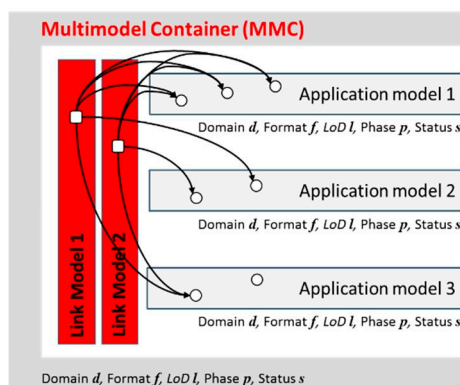 Multimodel Container (MMC)
Link Model 1
Link Model 2
Application model 1
Domain d, Format f, LoD l, Phase p, Status s
Application model 2
Domain d, Format f, LoD l, Phase p, Status s
Application model 3
Domain d, Format f, LoD l, Phase p, Status s
Domain d, Format f, LoD l, Phase p, Status s